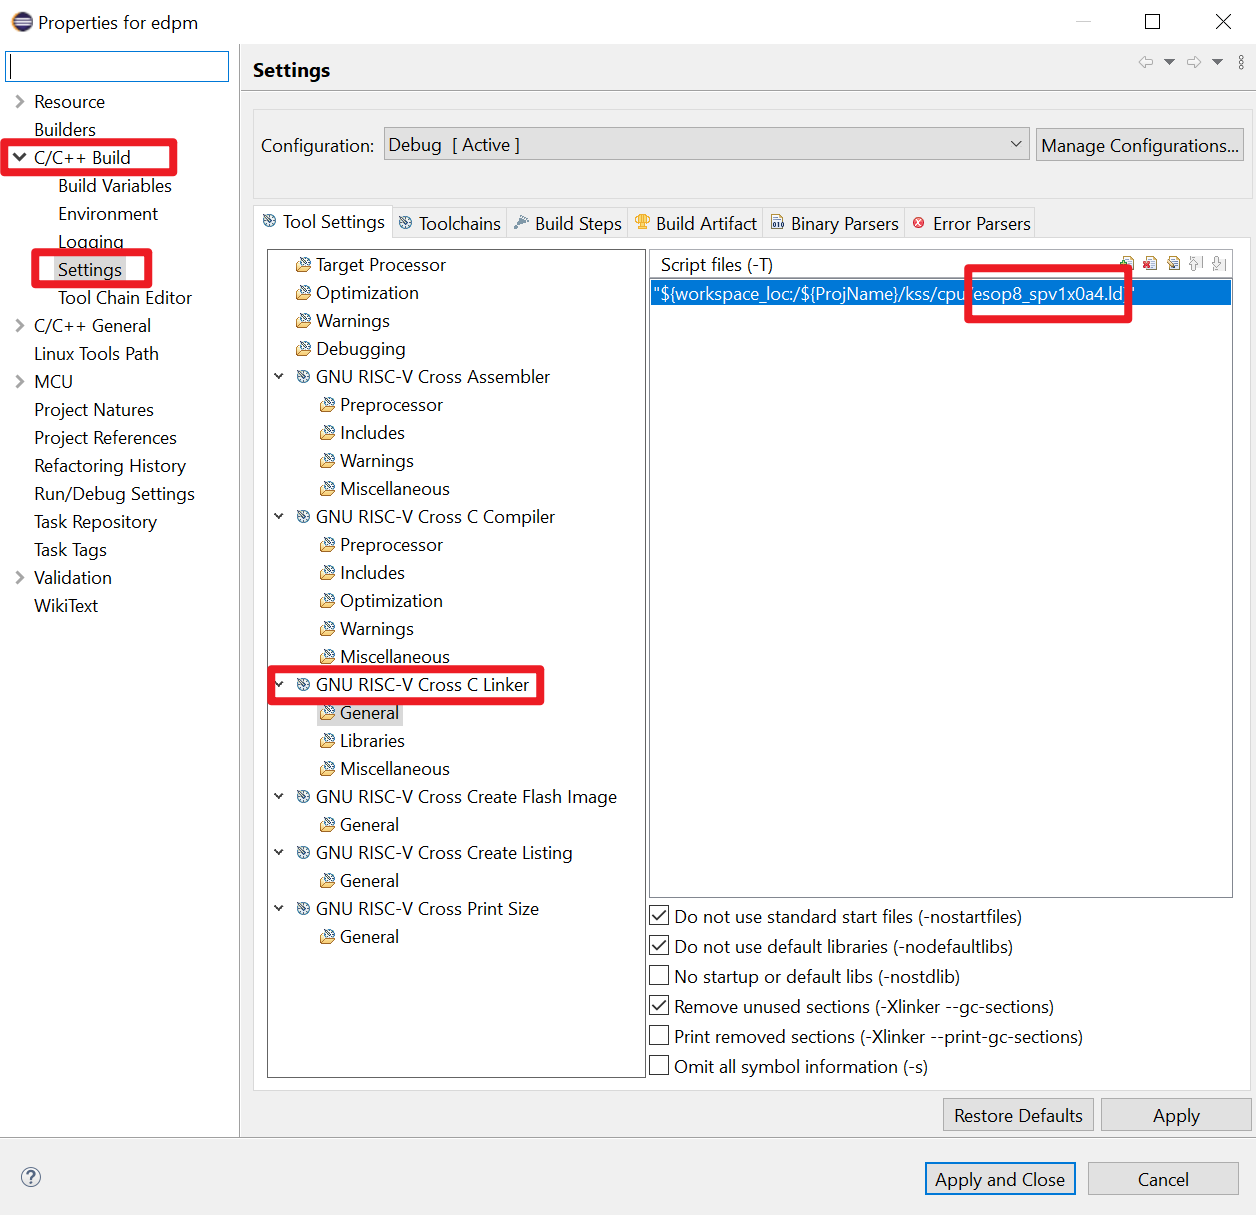 Properties for edpm
Settings
Resource
Builders
C/C++ Build
Build Variables
Environment
Logging
Settings
Tool Chain Editor
C/C++ General
Linux Tools Path
MCU
Project Natures
Project References
Refactoring History
Run/Debug Settings
Task Repository
Task Tags
Validation
WikiText
Configuration: Debug [ Active ] Manage Configurations...
Tool Settings Toolchains Build Steps Build Artifact Binary Parsers Error Parsers
Target Processor
Optimization
Warnings
Debugging
GNU RISC-V Cross Assembler
Preprocessor
Includes
Warnings
Miscellaneous
GNU RISC-V Cross C Compiler
Preprocessor
Includes
Optimization
Warnings
Miscellaneous
GNU RISC-V Cross C Linker
General
Libraries
Miscellaneous
GNU RISC-V Cross Create Flash Image
General
GNU RISC-V Cross Create Listing
General
GNU RISC-V Cross Print Size
General
Script files (-T)
"${workspace_loc:/${ProjName}/kss/cpu/esop8_spv1x0a4.ld}"
Do not use standard start files (-nostartfiles)
Do not use default libraries (-nodefaultlibs)
No startup or default libs (-nostdlib)
Remove unused sections (-Xlinker --gc-sections)
Print removed sections (-Xlinker --print-gc-sections)
Omit all symbol information (-s)
Restore Defaults Apply
Apply and Close Cancel